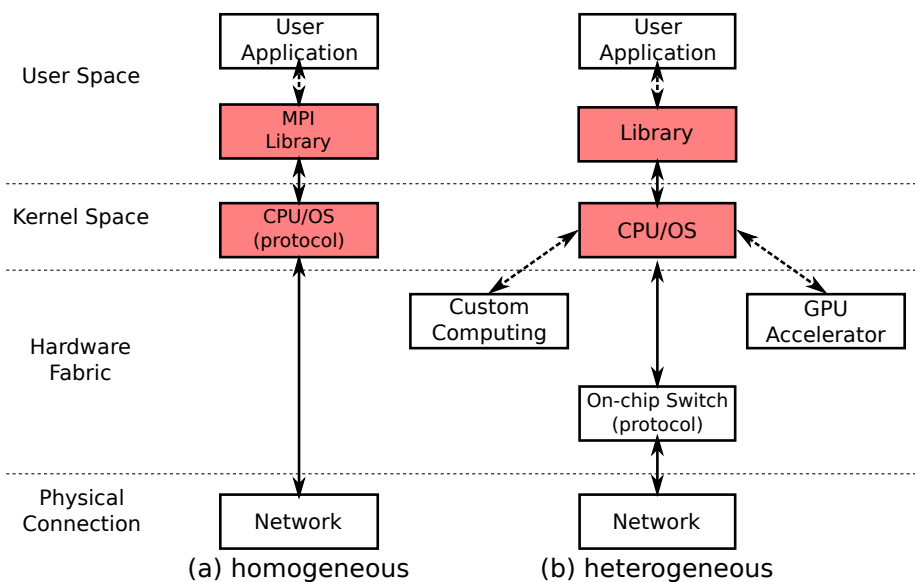 User Space
User
Application
User
Application
MPI
Library
Library
Kernel Space
CPU/OS
(protocol)
CPU/OS
Hardware
Fabric
Custom
Computing
GPU
Accelerator
On-chip Switch
(protocol)
Physical
Connection
Network
Network
(a) homogeneous
(b) heterogeneous